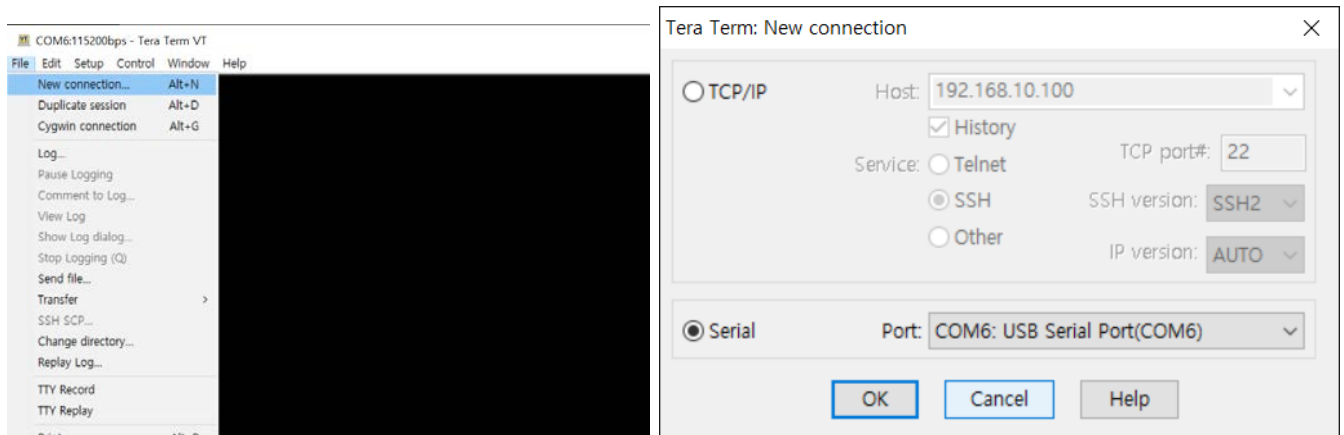 COM6:115200bps - Tera Term VT
File Edit Setup Control Window Help
New connection... Alt+N
Duplicate session Alt+D
Cygwin connection Alt+G
Log...
Pause Logging
Comment to Log...
View Log
Show Log dialog...
Stop Logging (Q)
Send file...
Transfer >
SSH SCP...
Change directory...
Replay Log...
TTY Record
TTY Replay
Tera Term: New connection
TCP/IP Host: 192.168.10.100
History
Service: Telnet TCP port#: 22
SSH SSH version: SSH2
Other IP version: AUTO
Serial Port: COM6: USB Serial Port(COM6)
OK Cancel Help